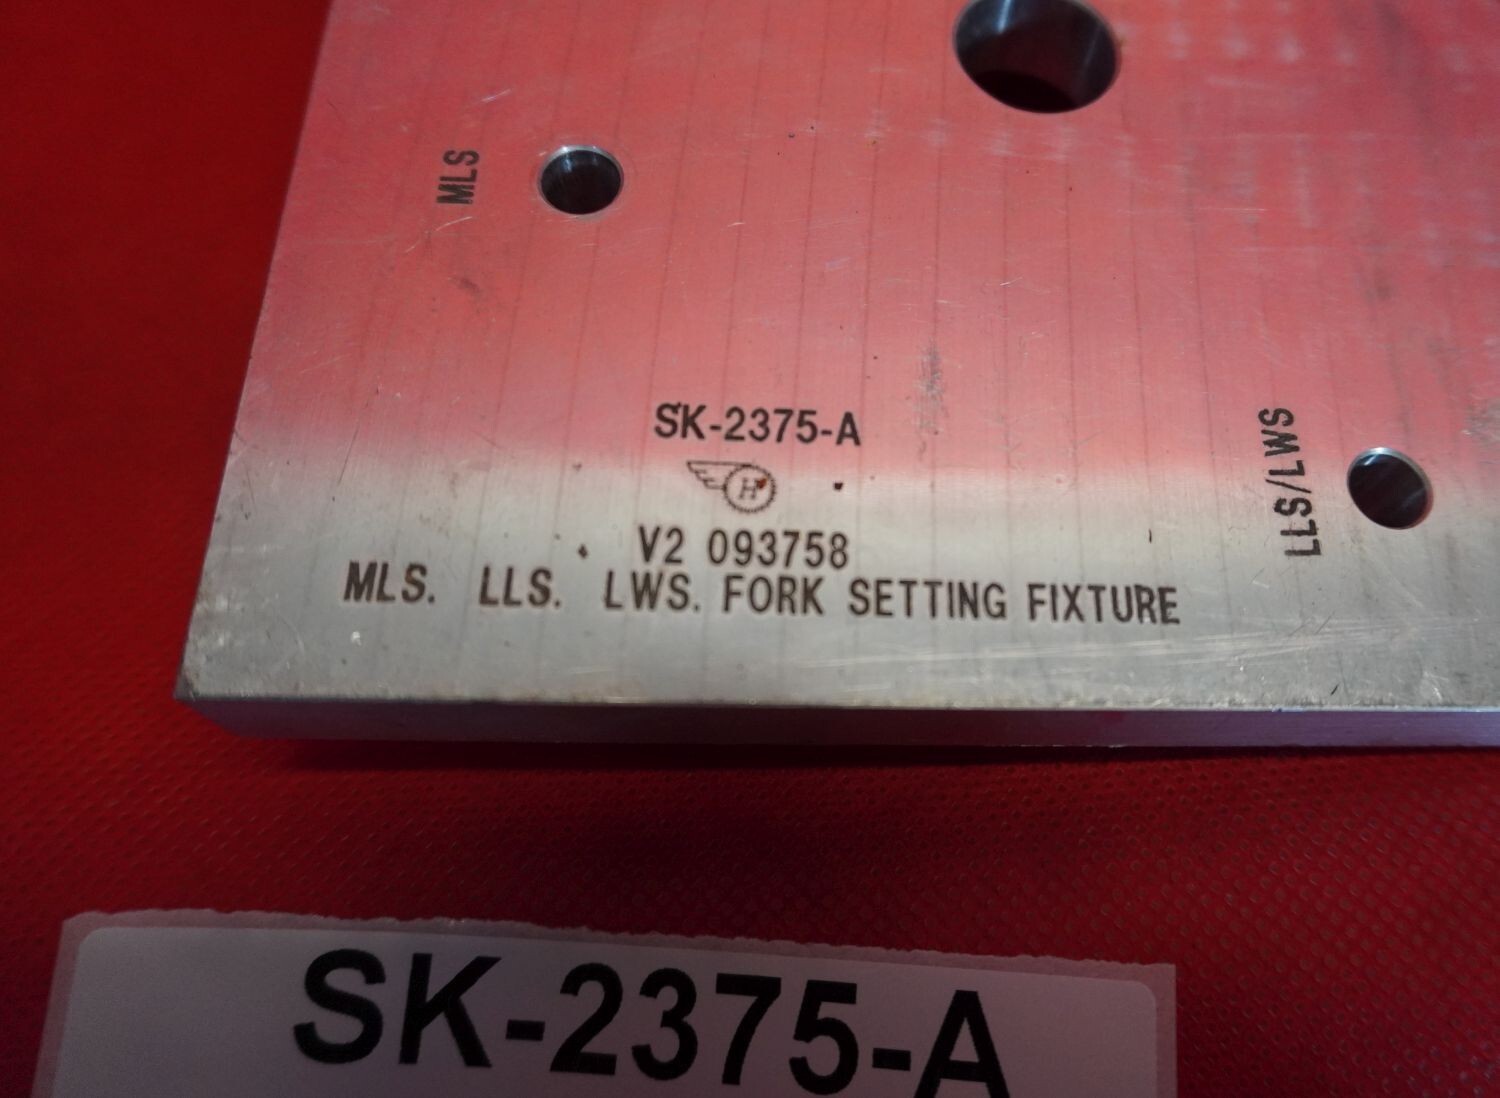 MLS
LLS/LWS
SK-2375-A
H
V2 093758
MLS. LLS. LWS. FORK SETTING FIXTURE
SK-2375-A